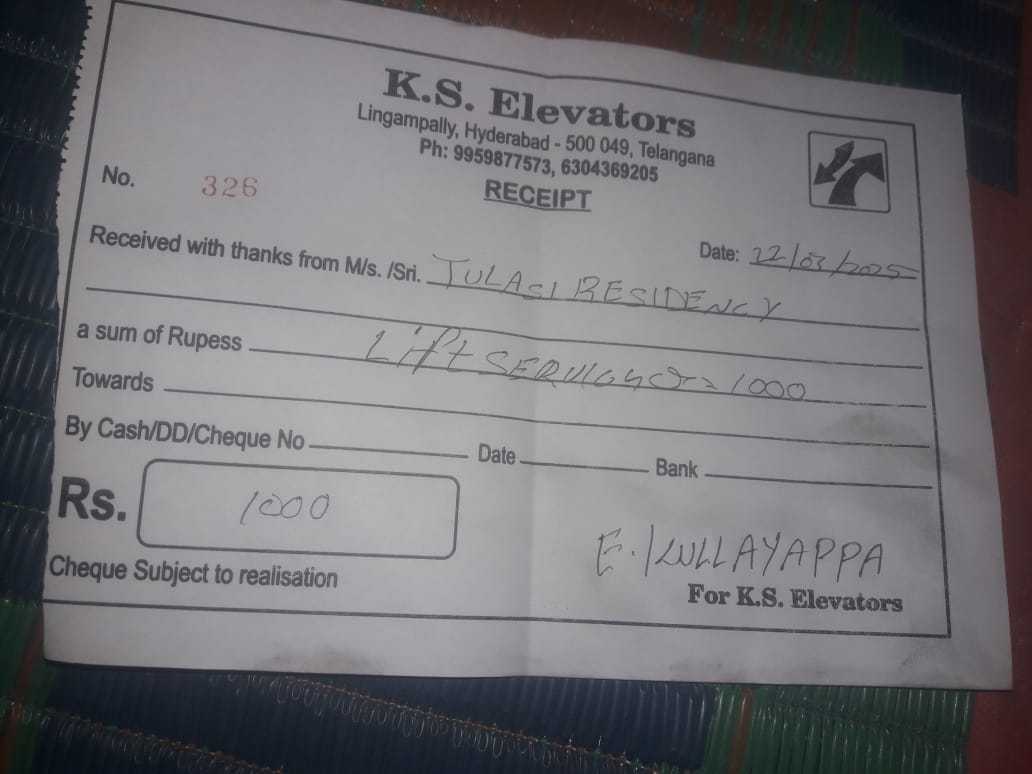 K.S. Elevators
Lingampally, Hyderabad - 500 049, Telangana
Ph: 9959877573, 6304369205
RECEIPT
No. 326
Date: 22/03/2025
Received with thanks from M/s. /Sri. TULASI RESIDENCY
a sum of Rupess Lift SERVICING = 1000
Towards
By Cash/DD/Cheque No Date Bank
Rs. 1000
E. KULLAYAPPA
Cheque Subject to realisation
For K.S. Elevators